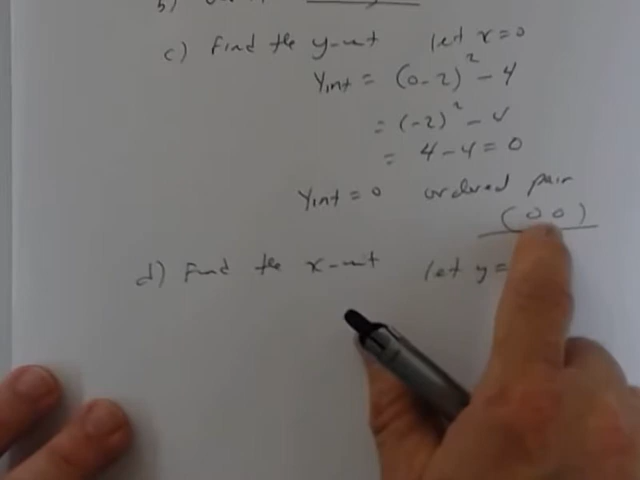 b)
c) Find the y-int let x=0
Yint = (0-2)² - 4
= (-2)² - 4
= 4-4=0
Yint = 0 ordered pair
(0 0)
d) Find the x-int let y=